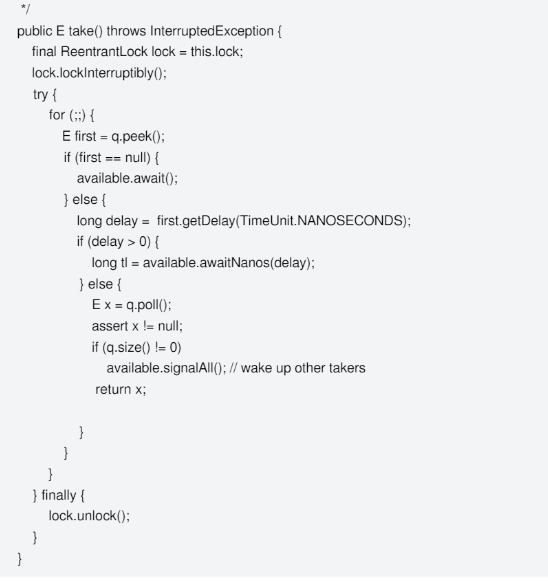 */
public E take() throws InterruptedException {
final ReentrantLock lock = this.lock;
lock.lockInterruptibly();
try {
for (;;) {
E first = q.peek();
if (first == null) {
available.await();
} else {
long delay =  first.getDelay(TimeUnit.NANOSECONDS);
if (delay > 0) {
long tl = available.awaitNanos(delay);
} else {
E x = q.poll();
assert x != null;
if (q.size() != 0)
available.signalAll(); // wake up other takers
return x;
}
}
}
} finally {
lock.unlock();
}
}